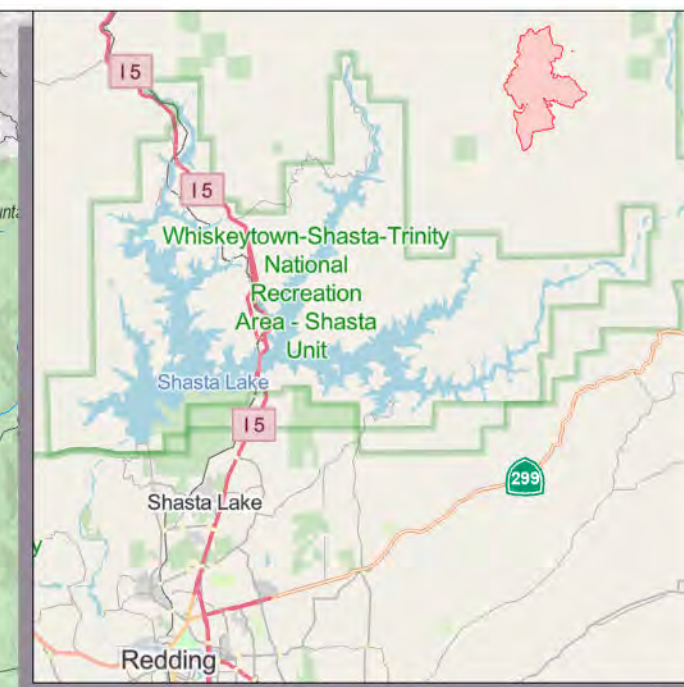 I 5
I 5
Whiskeytown-Shasta-Trinity
National
Recreation
Area - Shasta
Unit
Shasta Lake
I 5
299
Shasta Lake
y
Redding